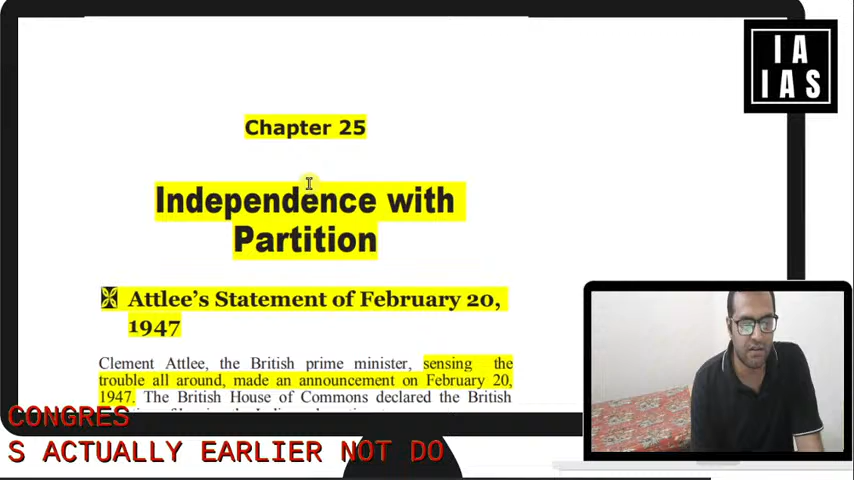 IA
IAS
Chapter 25
Independence with
Partition
Attlee's Statement of February 20,
1947
Clement Attlee, the British prime minister, sensing the
trouble all around, made an announcement on February 20,
1947. The British House of Commons declared the British
CONGRES
S ACTUALLY EARLIER NOT DO